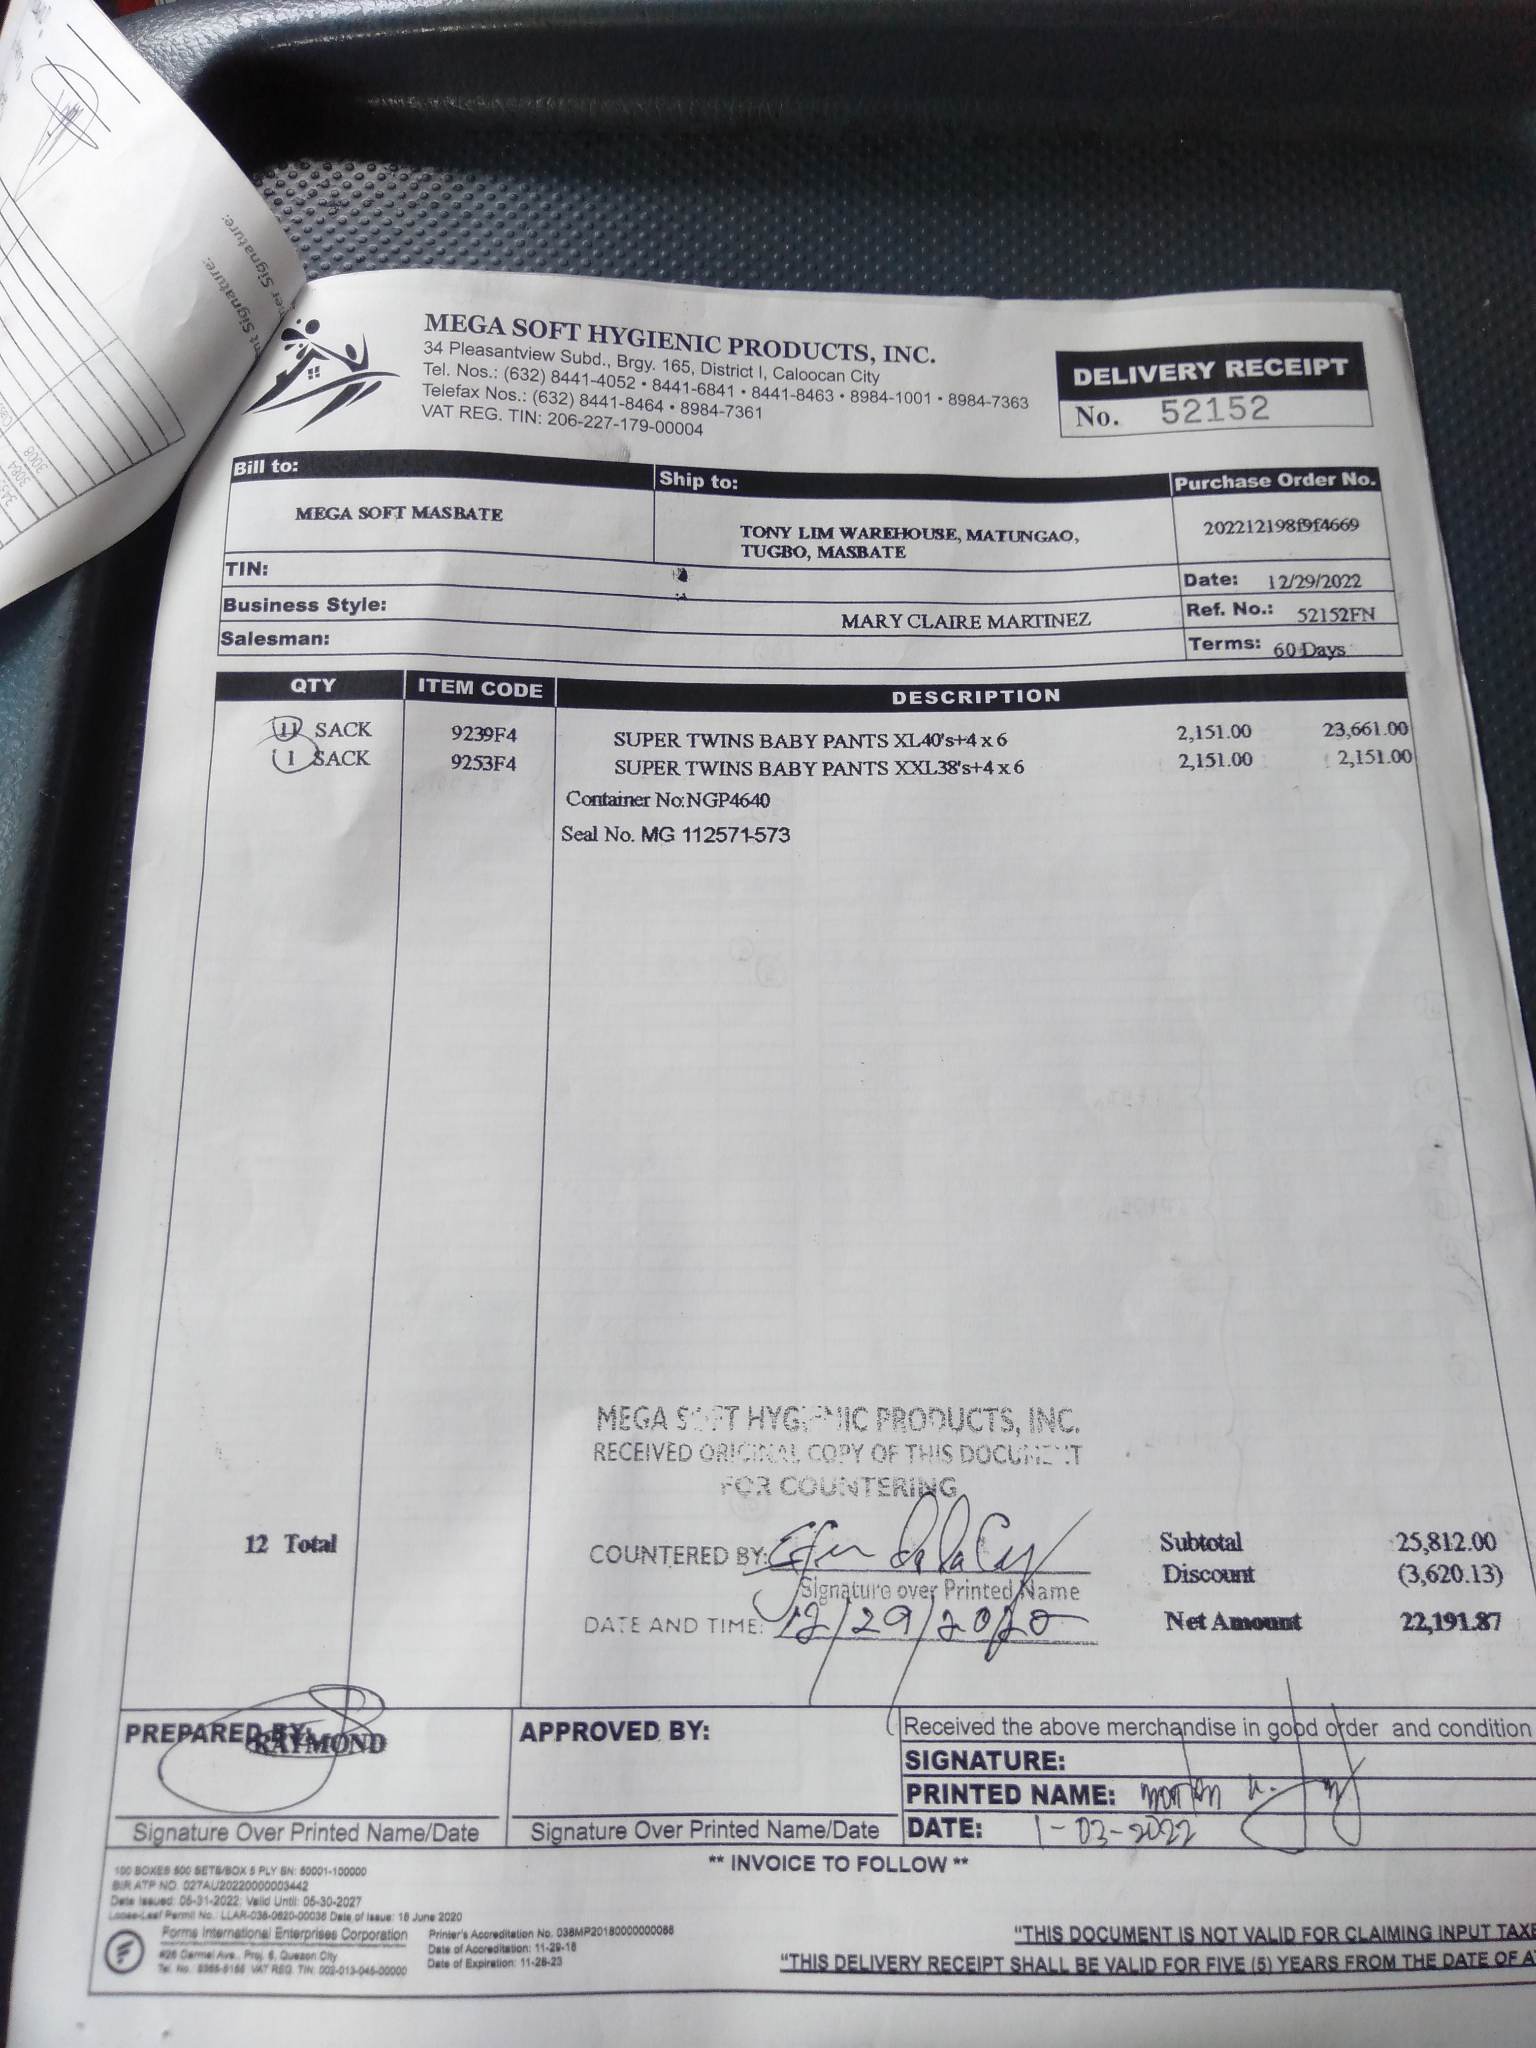 nt Signature:
er Signature:
3008
3084
MEGA SOFT HYGIENIC PRODUCTS, INC.
34 Pleasantview Subd., Brgy. 165, District I, Caloocan City
Tel. Nos.: (632) 8441-4052 • 8441-6841 • 8441-8463 • 8984-1001 • 8984-7363
Telefax Nos.: (632) 8441-8464 • 8984-7361
VAT REG. TIN: 206-227-179-00004
DELIVERY RECEIPT
No. 52152
Bill to: Ship to: Purchase Order No.
MEGA SOFT MASBATE
TONY LIM WAREHOUSE, MATUNGAO,
TUGBO, MASBATE
202212198f9f4669
TIN:
Date: 12/29/2022
Business Style:
MARY CLAIRE MARTINEZ
Ref. No.: 52152FN
Salesman:
Terms: 60 Days
QTY ITEM CODE DESCRIPTION
11 SACK 9239F4 SUPER TWINS BABY PANTS XL40's+4 x 6 2,151.00 23,661.00
1 SACK 9253F4 SUPER TWINS BABY PANTS XXL38's+4 x 6 2,151.00 2,151.00
Container No:NGP4640
Seal No. MG 112571-573
MEGA SOFT HYGIENIC PRODUCTS, INC.
RECEIVED ORIGINAL COPY OF THIS DOCUMENT
FOR COUNTERING
12 Total
COUNTERED BY:
Signature over Printed Name
DATE AND TIME: 12/29/2020
Subtotal 25,812.00
Discount (3,620.13)
Net Amount 22,191.87
PREPARED BY:
RAYMOND
Signature Over Printed Name/Date
APPROVED BY:
Signature Over Printed Name/Date
Received the above merchandise in good order and condition
SIGNATURE:
PRINTED NAME:
DATE: 1-03-2022
** INVOICE TO FOLLOW **
100 BOXES 500 SETS/BOX 5 PLY SN: 50001-100000
BIR ATP NO. 027AU20220000003442
Date Issued: 05-31-2022; Valid Until: 05-30-2027
Loose-Leaf Permit No.: LLAR-038-0620-00036 Date of Issue: 18 June 2020
Forms International Enterprises Corporation
#26 Carmel Ave., Proj. 6, Quezon City
VAT REG. TIN: 002-013-045-00000
Printer's Accreditation No. 038MP20180000000088
Date of Accreditation: 11-29-18
Date of Expiration: 11-28-23
"THIS DOCUMENT IS NOT VALID FOR CLAIMING INPUT TAXE
"THIS DELIVERY RECEIPT SHALL BE VALID FOR FIVE (5) YEARS FROM THE DATE OF A